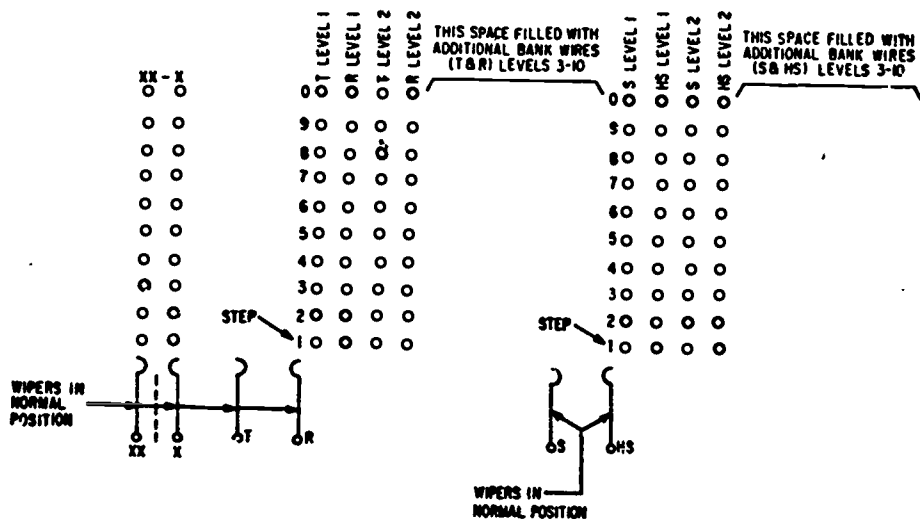 XX - X
T LEVEL 1
R LEVEL 1
T LEVEL 2
R LEVEL 2
THIS SPACE FILLED WITH
ADDITIONAL BANK WIRES
(T&R) LEVELS 3-10
S LEVEL 1
HS LEVEL 1
S LEVEL 2
HS LEVEL 2
THIS SPACE FILLED WITH
ADDITIONAL BANK WIRES
(S& HS) LEVELS 3-10
0
9
8
7
6
5
4
3
2
1
STEP
0
9
8
7
6
5
4
3
2
1
STEP
WIPERS IN
NORMAL
POSITION
XX
X
T
R
S
HS
WIPERS IN
NORMAL POSITION